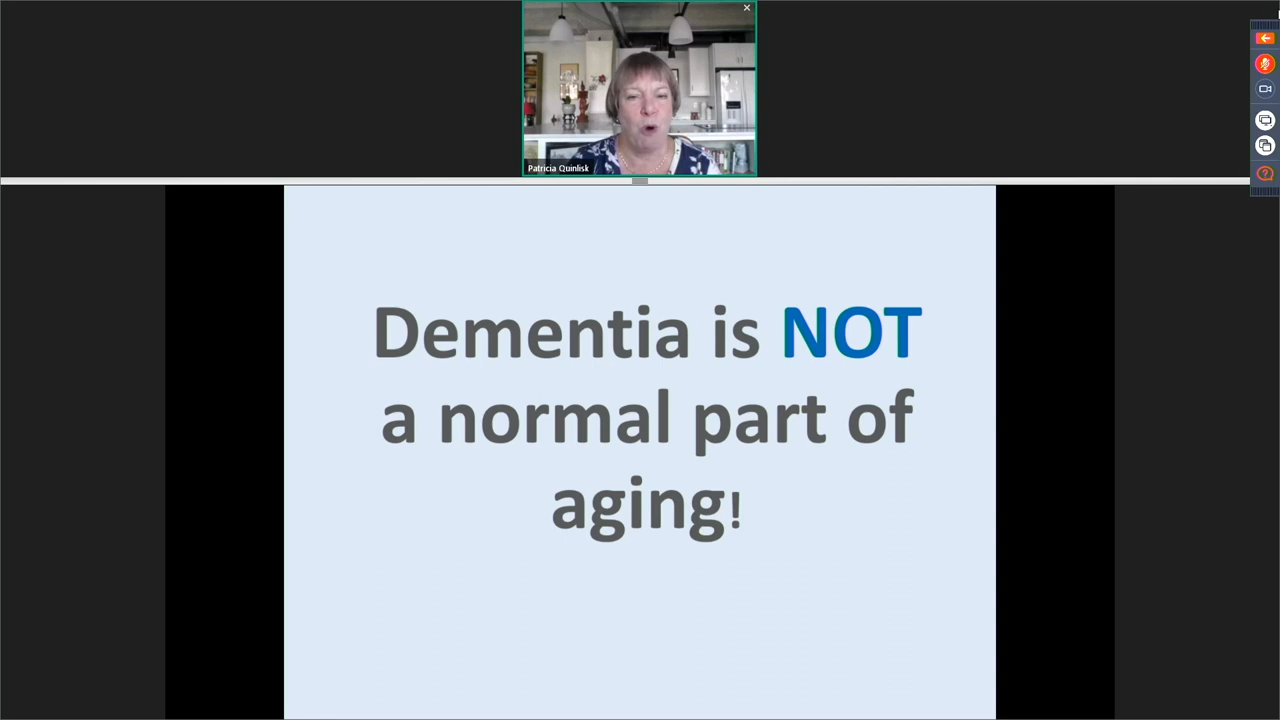 Patricia Quinlisk
Dementia is NOT
a normal part of
aging!